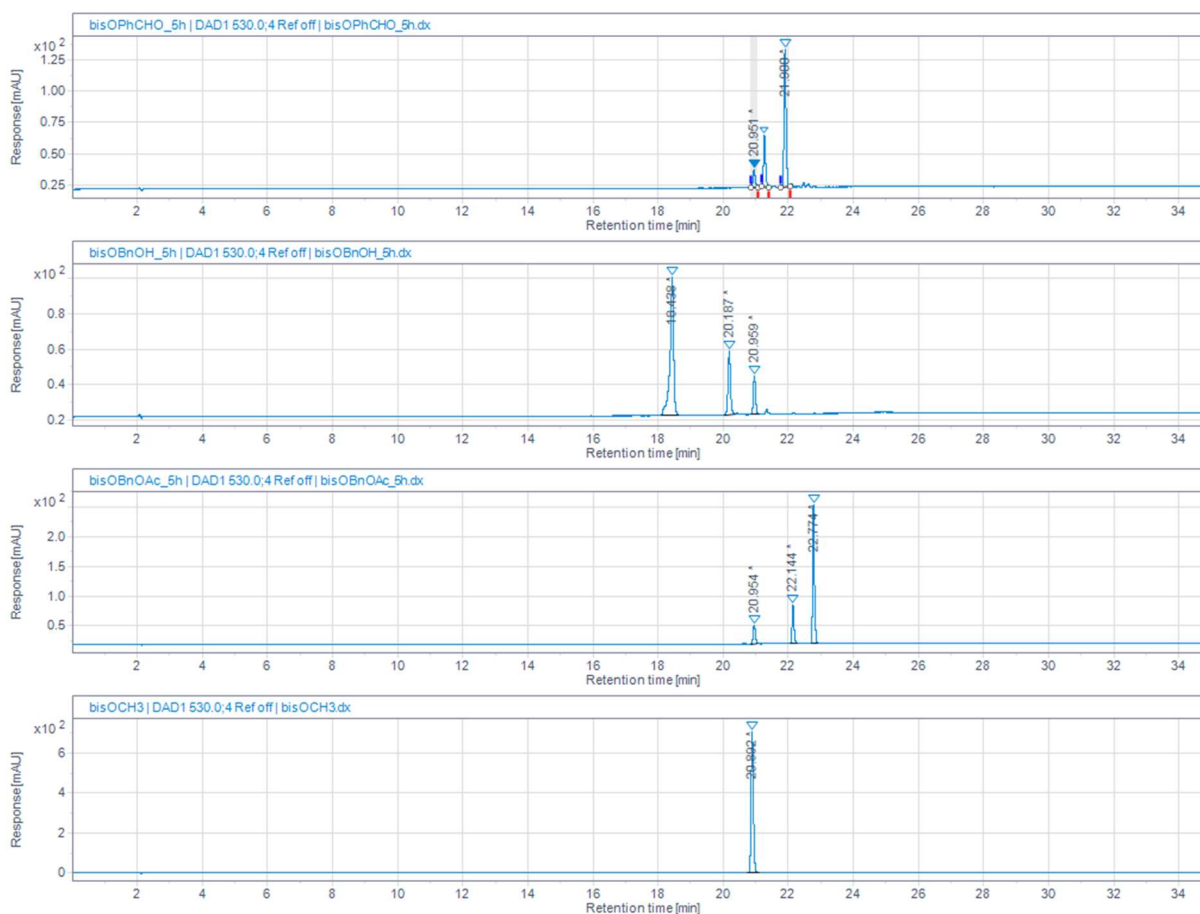 bisOPhCHO_5h | DAD1 530.0;4 Ref off | bisOPhCHO_5h.dx
x10²
1.25
1.00
0.75
0.50
0.25
Response [mAU]
20.951 *
2 4 6 8 10 12 14 16 18 20 22 24 26 28 30 32 34
Retention time [min]
bisOBnOH_5h | DAD1 530.0;4 Ref off | bisOBnOH_5h.dx
x10²
0.8
0.6
0.4
0.2
Response [mAU]
18.438 *
20.187 *
20.959 *
2 4 6 8 10 12 14 16 18 20 22 24 26 28 30 32 34
Retention time [min]
bisOBnOAc_5h | DAD1 530.0;4 Ref off | bisOBnOAc_5h.dx
x10²
2.0
1.5
1.0
0.5
Response [mAU]
20.954 *
22.144 *
22.774 *
2 4 6 8 10 12 14 16 18 20 22 24 26 28 30 32 34
Retention time [min]
bisOCH3 | DAD1 530.0;4 Ref off | bisOCH3.dx
x10²
6
4
2
0
Response [mAU]
20.892 *
2 4 6 8 10 12 14 16 18 20 22 24 26 28 30 32 34
Retention time [min]